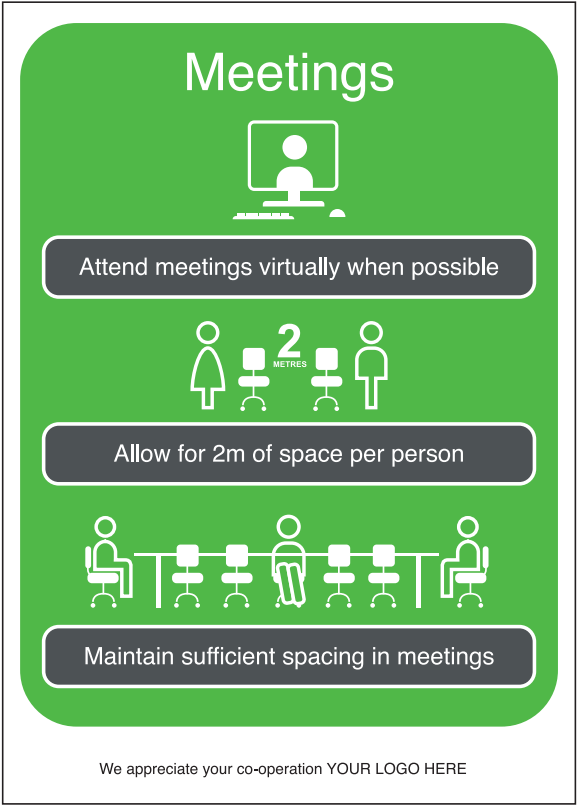 Meetings
Attend meetings virtually when possible
2
METRES
Allow for 2m of space per person
Maintain sufficient spacing in meetings
We appreciate your co-operation YOUR LOGO HERE